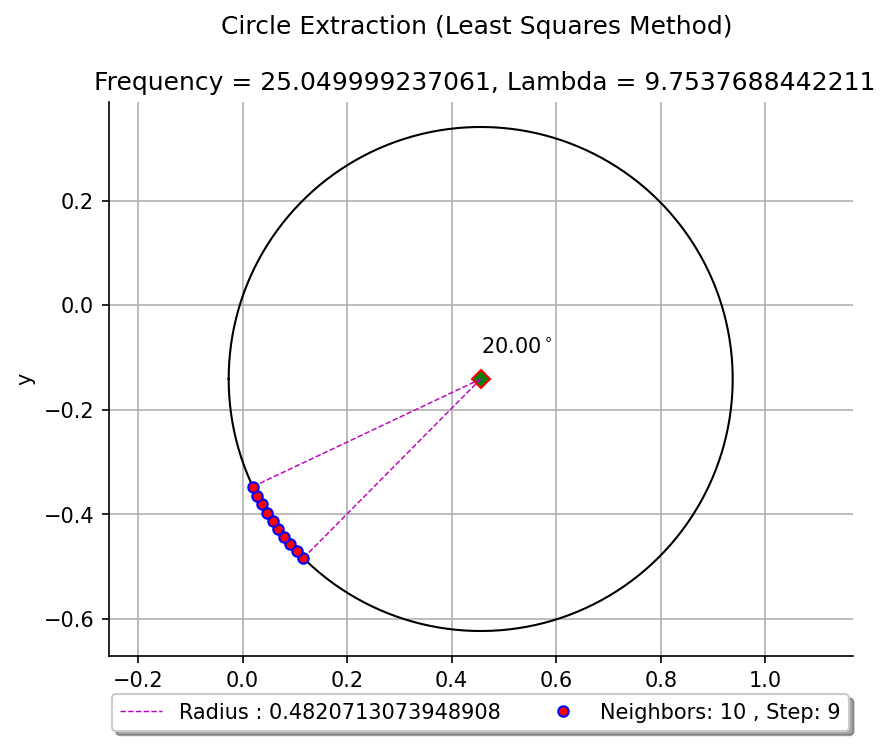 Circle Extraction (Least Squares Method)
Frequency = 25.049999237061, Lambda = 9.7537688442211
0.2
0.0
−0.2
−0.4
−0.6
y
20.00°
−0.2 0.0 0.2 0.4 0.6 0.8 1.0
Radius : 0.4820713073948908 Neighbors: 10 , Step: 9